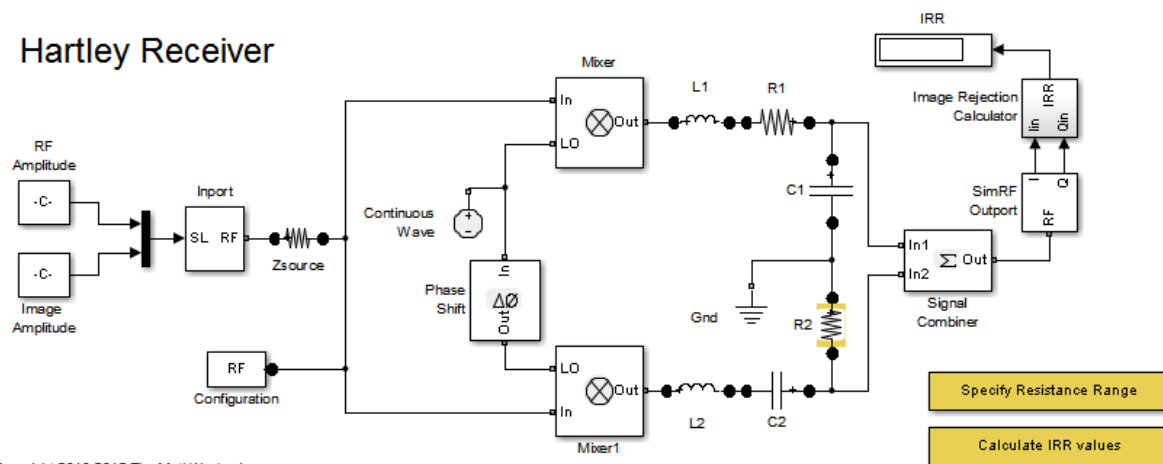 Hartley Receiver
IRR
Mixer
In
LO
Out
L1
R1
Image Rejection
Calculator
IRR
Iin
Qin
RF
Amplitude
-C-
Inport
SL RF
Zsource
Continuous
Wave
C1
SimRF
Outport
I
Q
RF
-C-
Image
Amplitude
Phase
Shift
In
ΔØ
Out
Gnd
R2
In1
In2
Σ Out
Signal
Combiner
RF
Configuration
LO
In
Out
Mixer1
L2
C2
Specify Resistance Range
Calculate IRR values